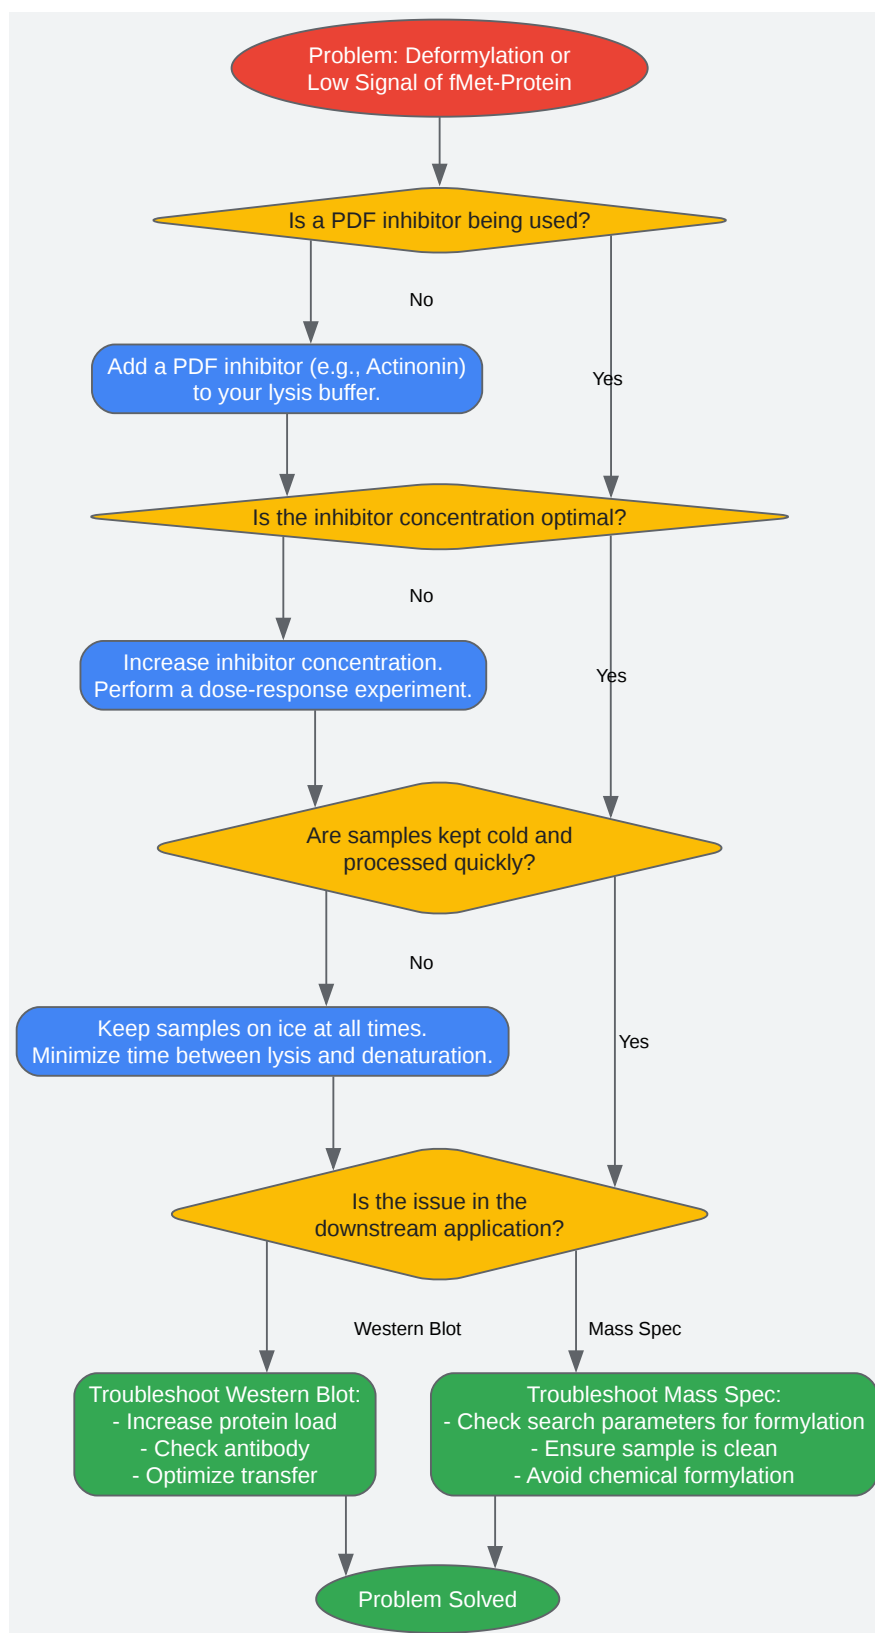 Problem: Deformylation or
Low Signal of fMet-Protein
Is a PDF inhibitor being used?
No
Add a PDF inhibitor (e.g., Actinonin)
to your lysis buffer.
Yes
Is the inhibitor concentration optimal?
No
Increase inhibitor concentration.
Perform a dose-response experiment.
Yes
Are samples kept cold and
processed quickly?
No
Keep samples on ice at all times.
Minimize time between lysis and denaturation.
Yes
Is the issue in the
downstream application?
Western Blot
Mass Spec
Troubleshoot Western Blot:
- Increase protein load
- Check antibody
- Optimize transfer
Troubleshoot Mass Spec:
- Check search parameters for formylation
- Ensure sample is clean
- Avoid chemical formylation
Problem Solved